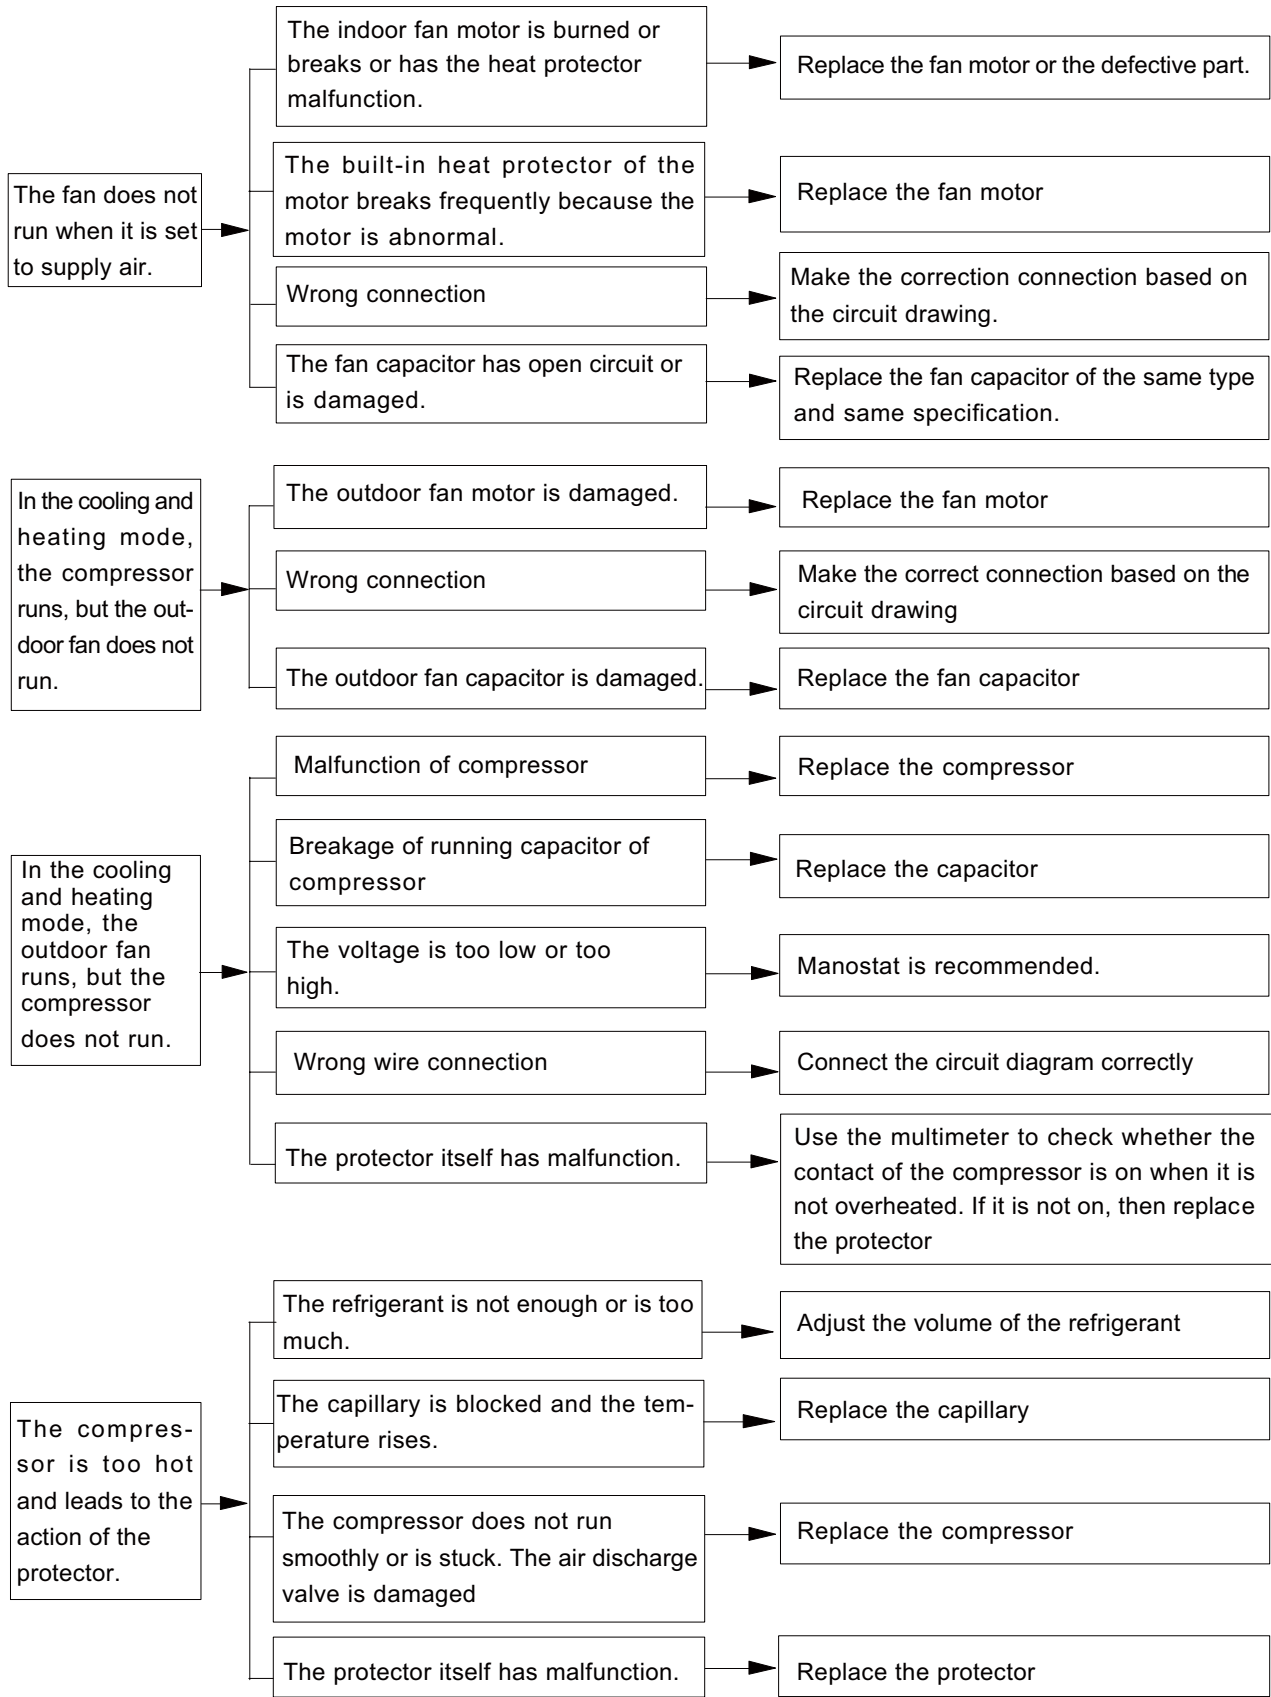 The fan does not
run when it is set
to supply air.
The indoor fan motor is burned or
breaks or has the heat protector
malfunction.
Replace the fan motor or the defective part.
The built-in heat protector of the
motor breaks frequently because the
motor is abnormal.
Replace the fan motor
Wrong connection
Make the correction connection based on
the circuit drawing.
The fan capacitor has open circuit or
is damaged.
Replace the fan capacitor of the same type
and same specification.
In the cooling and
heating mode,
the compressor
runs, but the out-
door fan does not
run.
The outdoor fan motor is damaged.
Replace the fan motor
Wrong connection
Make the correct connection based on the
circuit drawing
The outdoor fan capacitor is damaged.
Replace the fan capacitor
In the cooling
and heating
mode, the
outdoor fan
runs, but the
compressor
does not run.
Malfunction of compressor
Replace the compressor
Breakage of running capacitor of
compressor
Replace the capacitor
The voltage is too low or too
high.
Manostat is recommended.
Wrong wire connection
Connect the circuit diagram correctly
The protector itself has malfunction.
Use the multimeter to check whether the
contact of the compressor is on when it is
not overheated. If it is not on, then replace
the protector
The compres-
sor is too hot
and leads to the
action of the
protector.
The refrigerant is not enough or is too
much.
Adjust the volume of the refrigerant
The capillary is blocked and the tem-
perature rises.
Replace the capillary
The compressor does not run
smoothly or is stuck. The air discharge
valve is damaged
Replace the compressor
The protector itself has malfunction.
Replace the protector